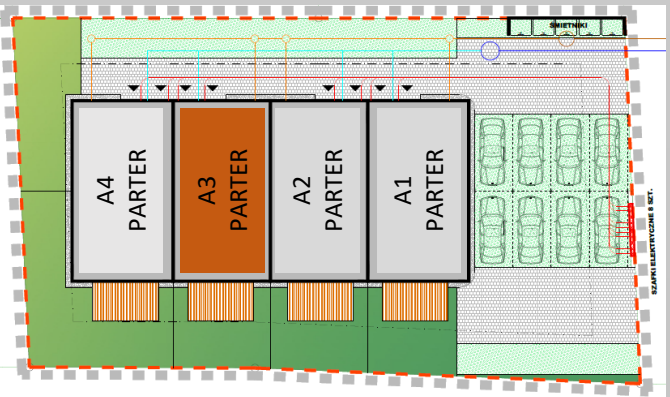 ŚMIETNIKI
A4
PARTER
A3
PARTER
A2
PARTER
A1
PARTER
SZAFKI ELEKTRYCZNE 8 SZT.